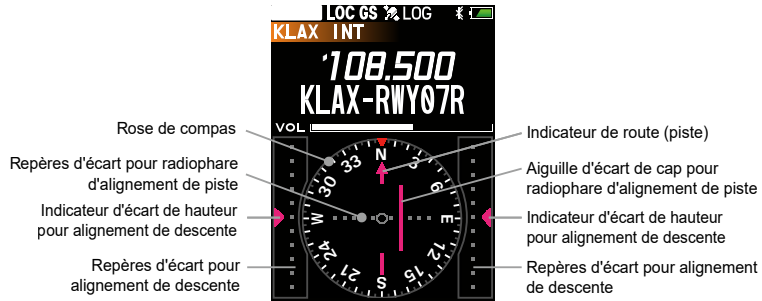 LOC GS LOG
KLAX INT
108.500
KLAX-RWY07R
VOL
N
3
6
E
12
15
S
21
24
W
30
33
Rose de compas
Repères d'écart pour radiophare
d'alignement de piste
Indicateur d'écart de hauteur
pour alignement de descente
Repères d'écart pour
alignement de descente
Indicateur de route (piste)
Aiguille d'écart de cap pour
radiophare d'alignement de piste
Indicateur d'écart de hauteur
pour alignement de descente
Repères d'écart pour alignement
de descente